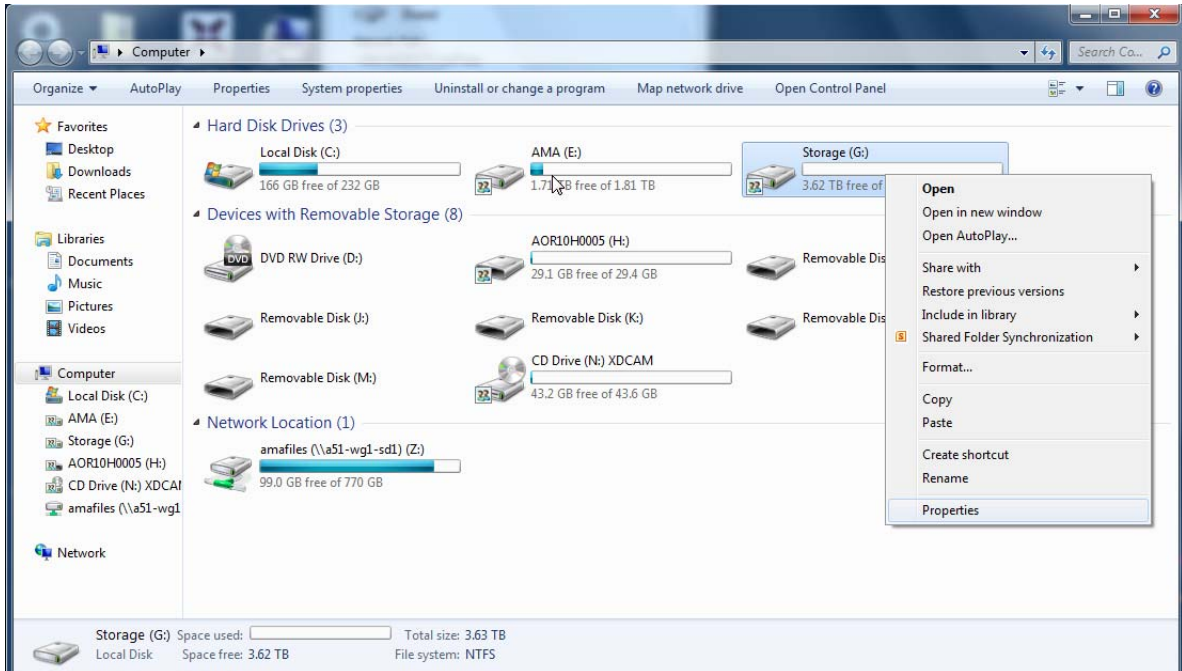 Computer
Search Co...
Organize
AutoPlay
Properties
System properties
Uninstall or change a program
Map network drive
Open Control Panel
Favorites
Desktop
Downloads
Recent Places
Libraries
Documents
Music
Pictures
Videos
Computer
Local Disk (C:)
AMA (E:)
Storage (G:)
AOR10H0005 (H:)
CD Drive (N:) XDCAM
amafiles (\\a51-wg1
Network
Hard Disk Drives (3)
Local Disk (C:)
166 GB free of 232 GB
AMA (E:)
1.71 TB free of 1.81 TB
Storage (G:)
3.62 TB free of
Devices with Removable Storage (8)
DVD
DVD RW Drive (D:)
AOR10H0005 (H:)
29.1 GB free of 29.4 GB
Removable Dis
Removable Disk (J:)
Removable Disk (K:)
Removable Dis
Removable Disk (M:)
CD Drive (N:) XDCAM
43.2 GB free of 43.6 GB
Network Location (1)
amafiles (\\a51-wg1-sd1) (Z:)
99.0 GB free of 770 GB
Open
Open in new window
Open AutoPlay...
Share with
Restore previous versions
Include in library
Shared Folder Synchronization
Format...
Copy
Paste
Create shortcut
Rename
Properties
Storage (G:) Space used: Total size: 3.63 TB
Local Disk Space free: 3.62 TB File system: NTFS